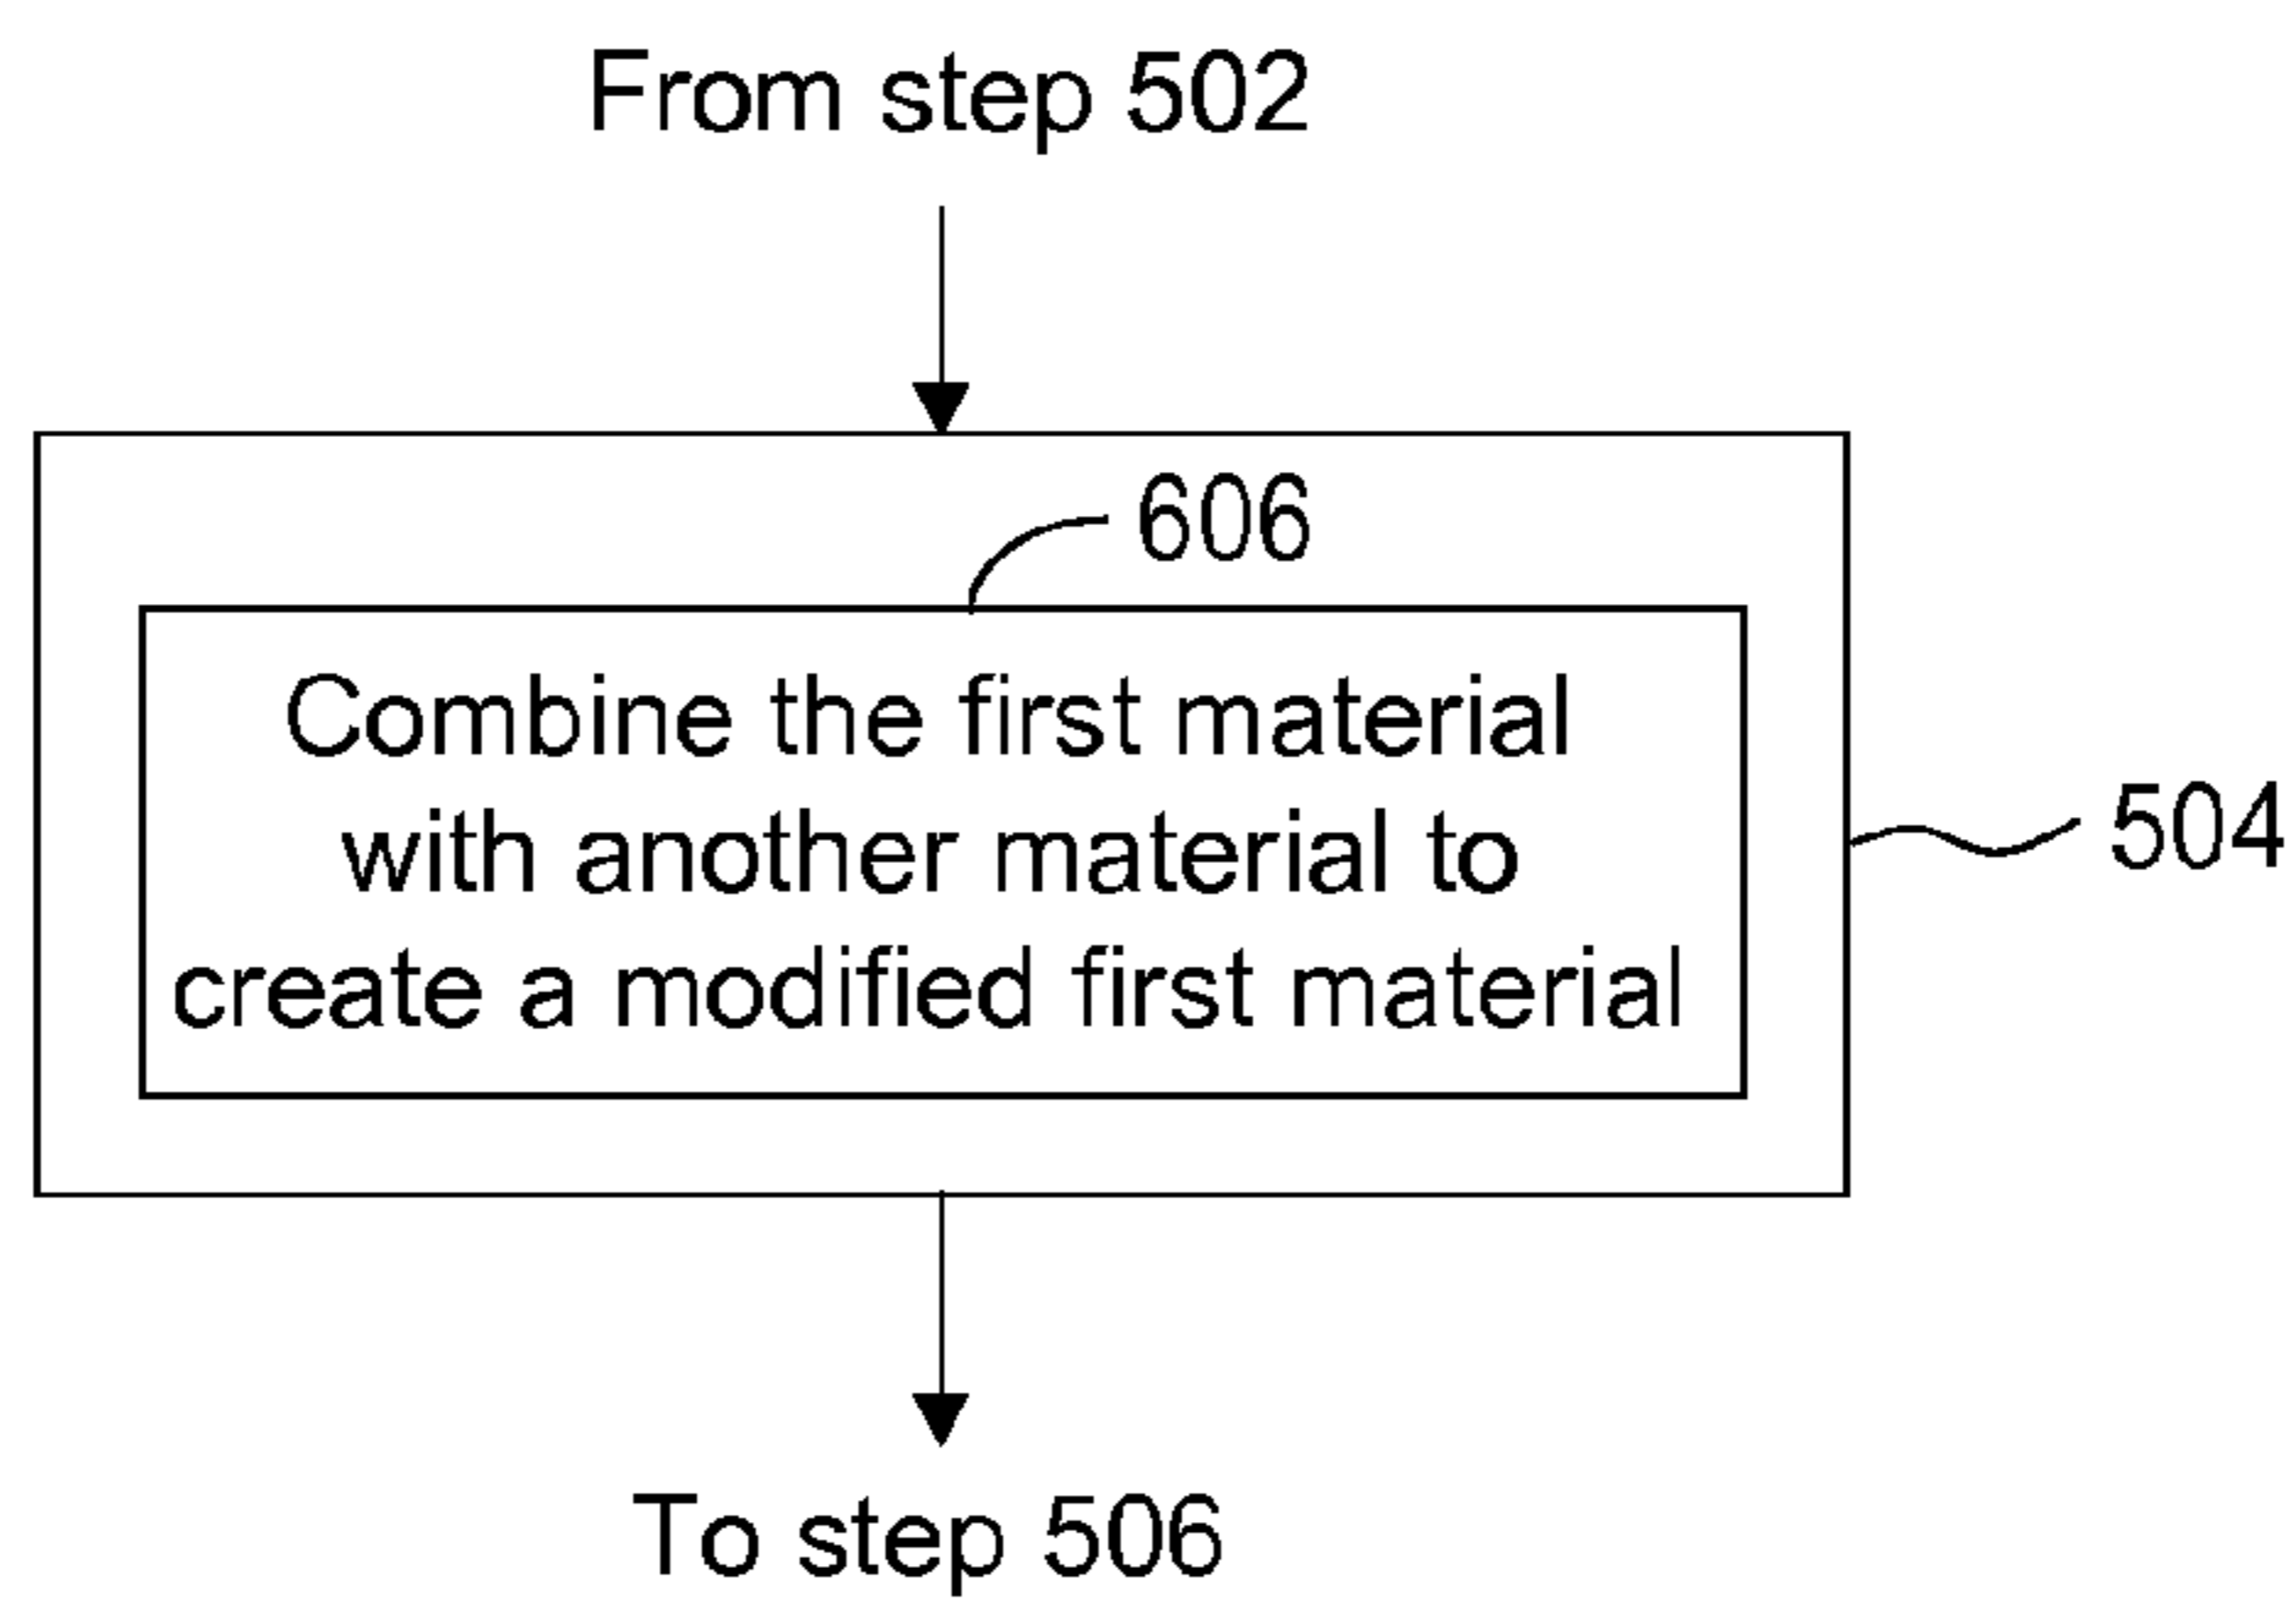 From step 502
606
Combine the first material
with another material to
create a modified first material
504
To step 506